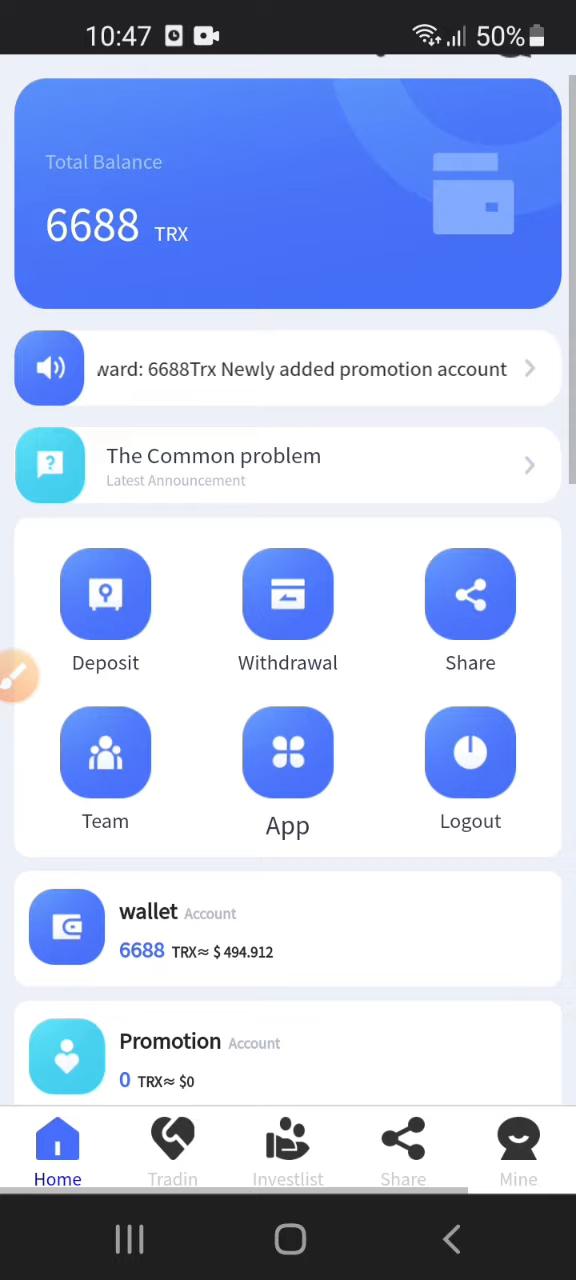 10:47
50%
Total Balance
6688 TRX
ward: 6688Trx Newly added promotion account
The Common problem
Latest Announcement
Deposit
Withdrawal
Share
Team
App
Logout
wallet Account
6688 TRX≈ $ 494.912
Promotion Account
0 TRX≈ $0
Home
Tradin
Investlist
Share
Mine